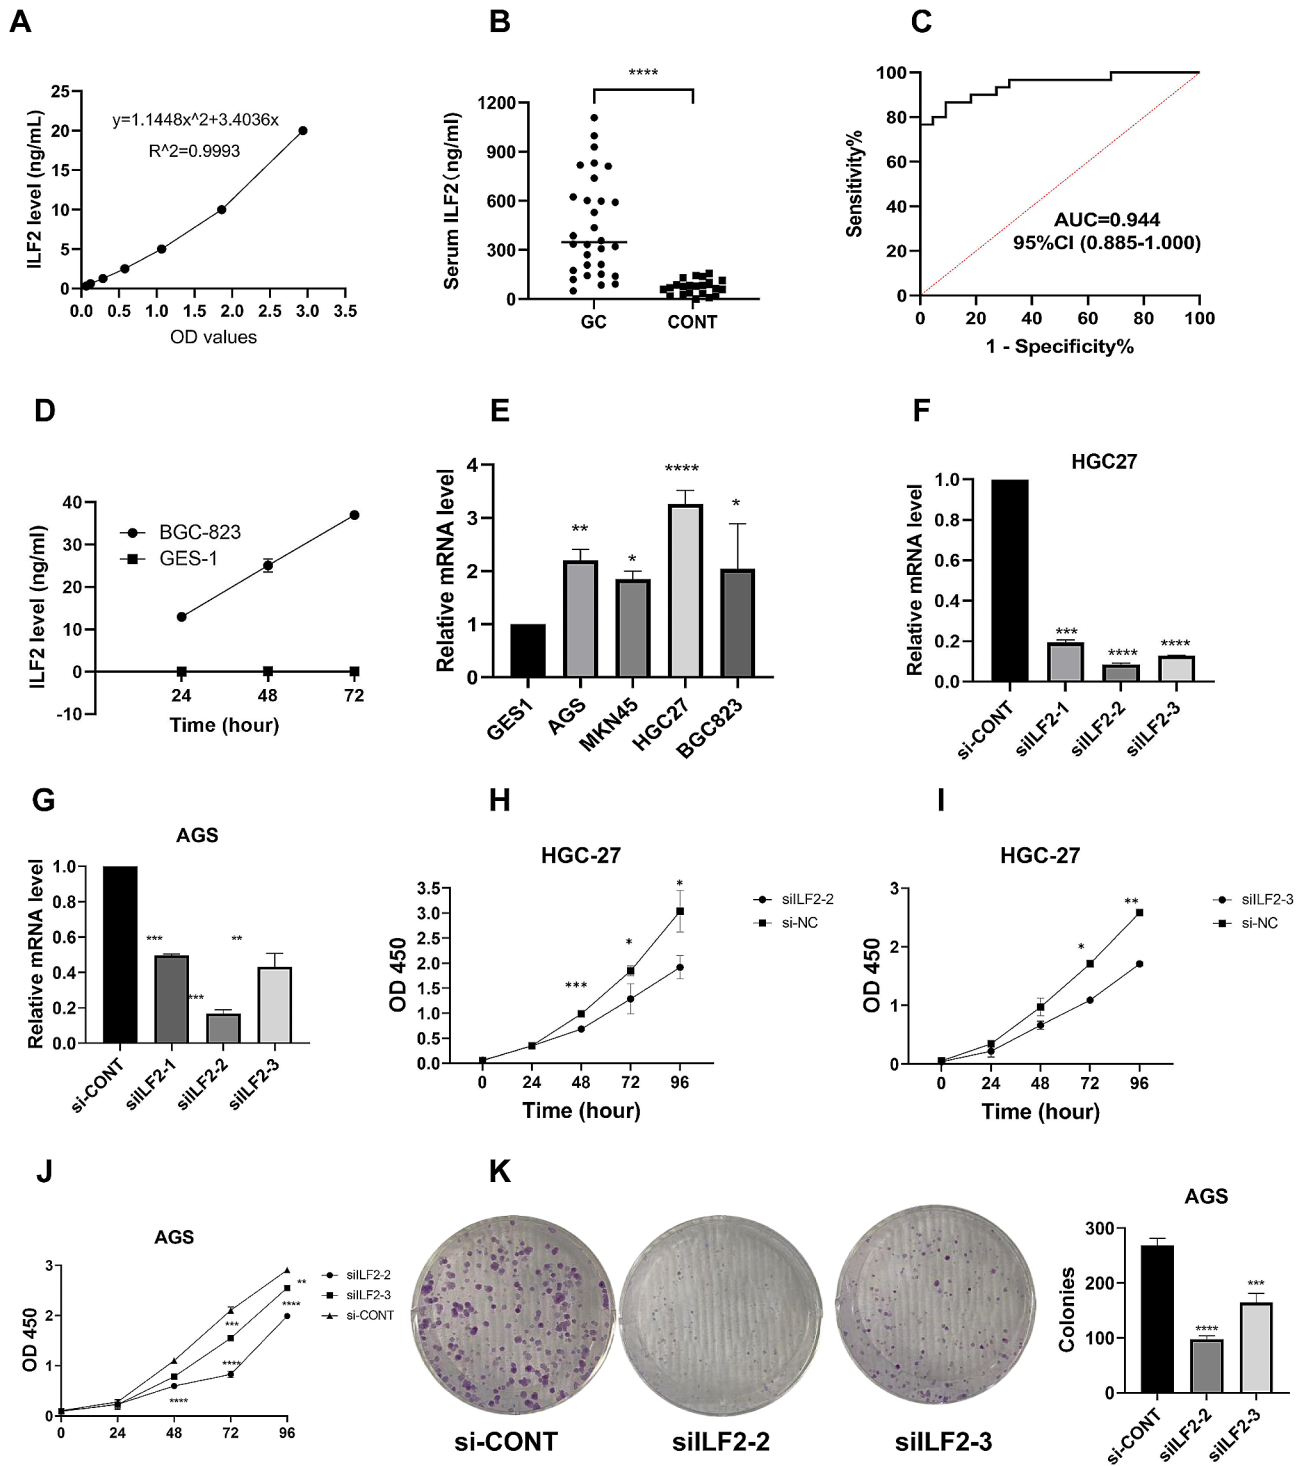 A
B
C
y=1.1448x^2+3.4036x
R^2=0.9993
ILF2 level (ng/mL)
25
20
15
10
5
0
0.0 0.5 1.0 1.5 2.0 2.5 3.0 3.5
OD values
****
Serum ILF2(ng/ml)
1200
900
600
300
0
GC CONT
Sensitivity%
100
80
60
40
20
0
AUC=0.944
95%CI (0.885-1.000)
0 20 40 60 80 100
1 - Specificity%
D
E
F
ILF2 level (ng/ml)
40
30
20
10
0
-10
BGC-823
GES-1
24 48 72
Time (hour)
Relative mRNA level
4
3
2
1
0
** * **** *
GES1 AGS MKN45 HGC27 BGC823
HGC27
Relative mRNA level
1.0
0.8
0.6
0.4
0.2
0.0
*** **** ****
si-CONT siILF2-1 siILF2-2 siILF2-3
G
H
I
AGS
Relative mRNA level
1.0
0.8
0.6
0.4
0.2
0.0
*** *** **
si-CONT siILF2-1 siILF2-2 siILF2-3
HGC-27
OD 450
3.5
3.0
2.5
2.0
1.5
1.0
0.5
0.0
*** * *
siILF2-2
si-NC
0 24 48 72 96
Time (hour)
HGC-27
OD 450
3
2
1
0
* **
siILF2-3
si-NC
0 24 48 72 96
Time (hour)
J
K
AGS
OD 450
3
2
1
0
**
****
***
****
****
siILF2-2
siILF2-3
si-CONT
0 24 48 72 96
si-CONT siILF2-2 siILF2-3
AGS
Colonies
300
200
100
0
**** ***
si-CONT siILF2-2 siILF2-3